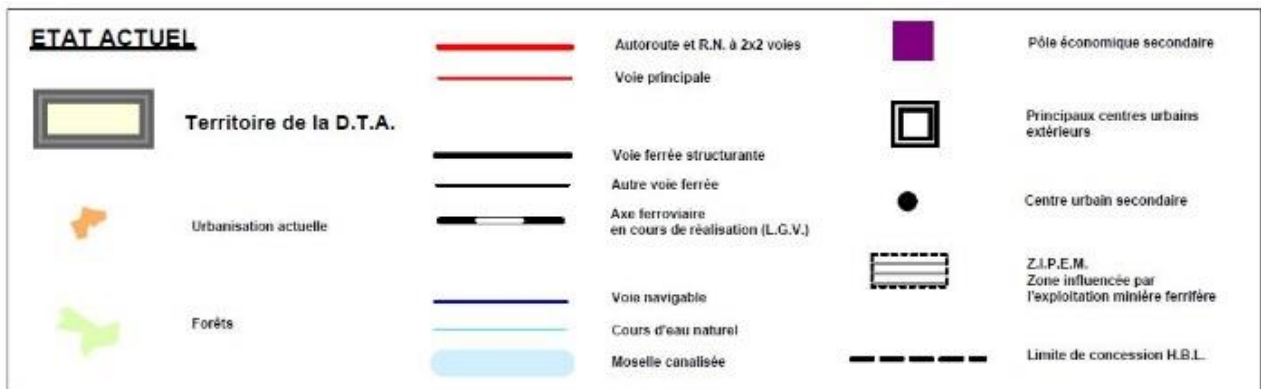 ETAT ACTUEL
Territoire de la D.T.A.
Urbanisation actuelle
Forêts
Autoroute et R.N. à 2x2 voies
Voie principale
Voie ferrée structurante
Autre voie ferrée
Axe ferroviaire
en cours de réalisation (L.G.V.)
Voie navigable
Cours d'eau naturel
Moselle canalisée
Pôle économique secondaire
Principaux centres urbains
extérieurs
Centre urbain secondaire
Z.I.P.E.M.
Zone influencée par
l'exploitation minière ferrifère
Limite de concession H.B.L.